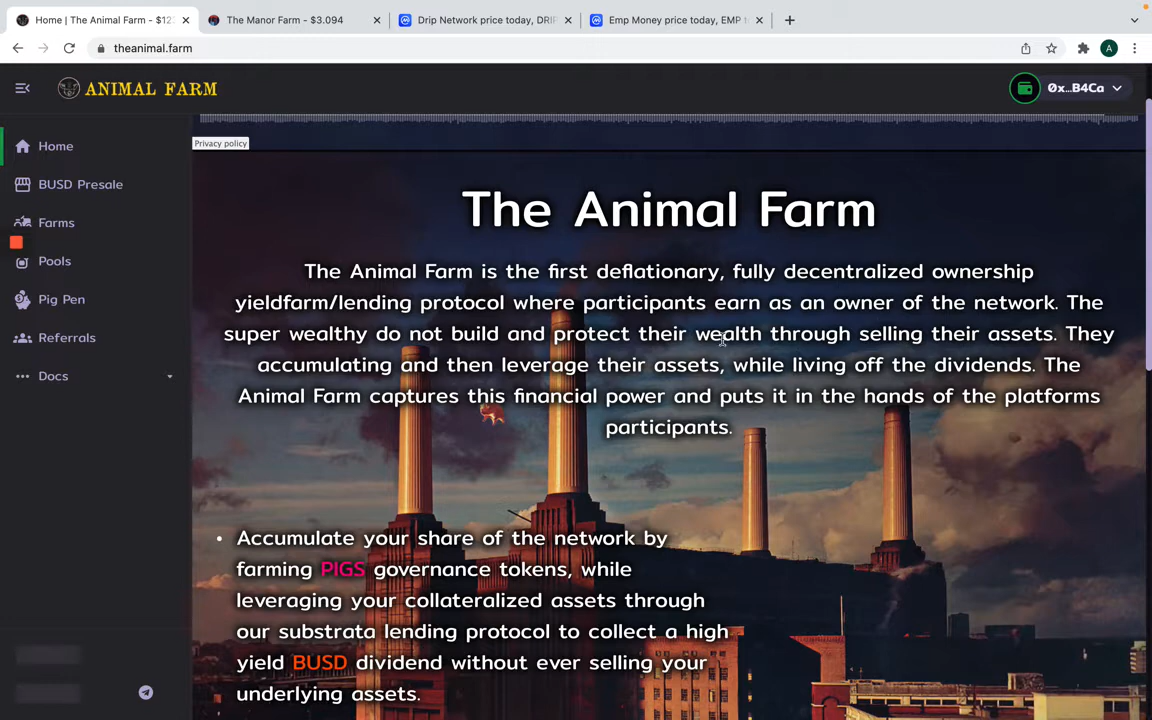 Home | The Animal Farm - $12
The Manor Farm - $3.094
Drip Network price today, DRIP
Emp Money price today, EMP t
theanimal.farm
A
ANIMAL FARM
0x...B4Ca
Privacy policy
Home
BUSD Presale
Farms
Pools
Pig Pen
Referrals
Docs
The Animal Farm
The Animal Farm is the first deflationary, fully decentralized ownership
yieldfarm/lending protocol where participants earn as an owner of the network. The
super wealthy do not build and protect their wealth through selling their assets. They
accumulating and then leverage their assets, while living off the dividends. The
Animal Farm captures this financial power and puts it in the hands of the platforms
participants.
• Accumulate your share of the network by
farming PIGS governance tokens, while
leveraging your collateralized assets through
our substrata lending protocol to collect a high
yield BUSD dividend without ever selling your
underlying assets.